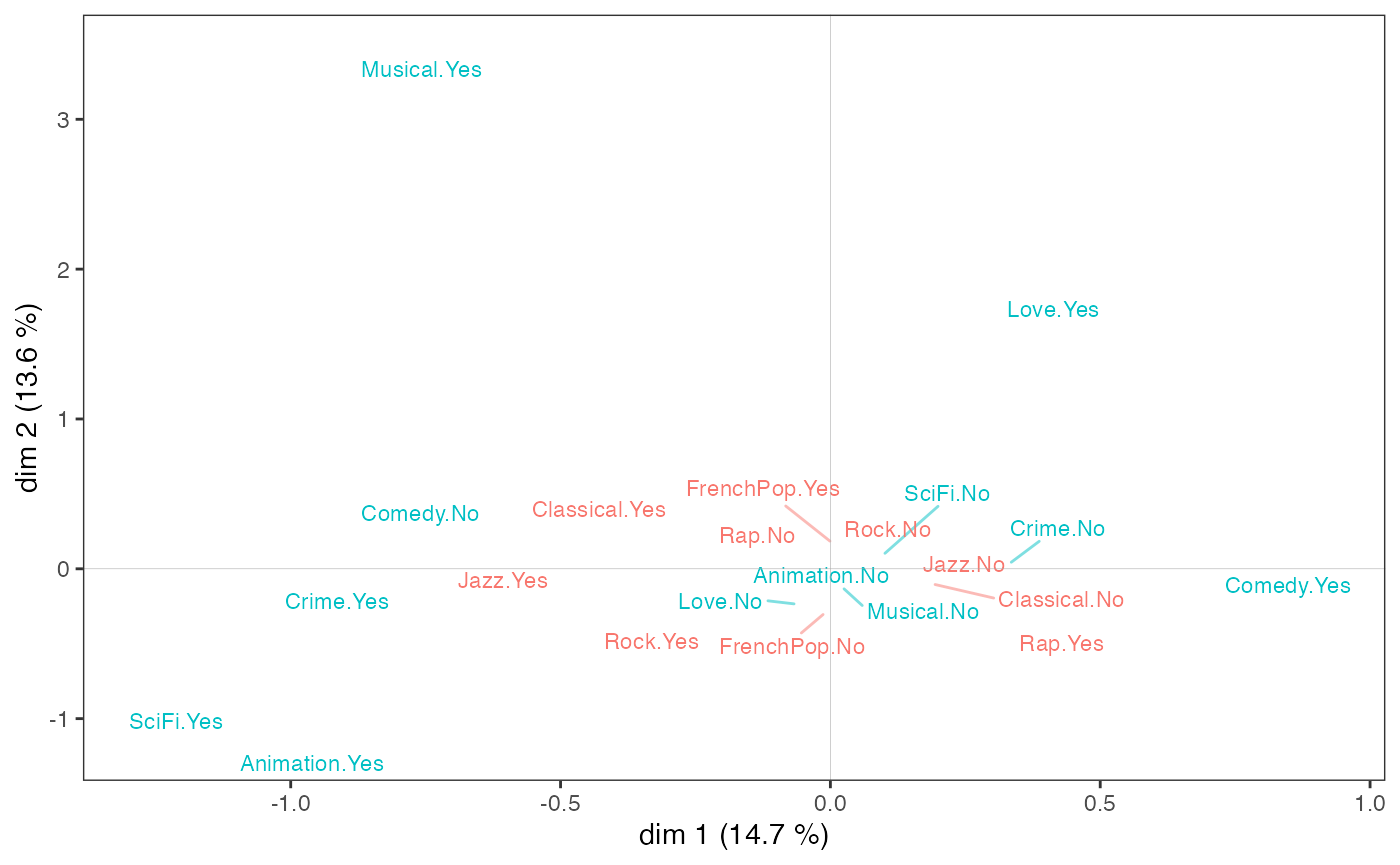 Musical.Yes
3
2
Love.Yes
1
FrenchPop.Yes
SciFi.No
Classical.Yes
Comedy.No
Rock.No
Crime.No
Rap.No
Jazz.No
0
Animation.No
Jazz.Yes
Comedy.Yes
Crime.Yes
Love.No
Classical.No
Musical.No
Rock.Yes
FrenchPop.No
Rap.Yes
-1
SciFi.Yes
Animation.Yes
-1.0
-0.5
0.0
0.5
1.0
dim 1 (14.7 %)
dim 2 (13.6 %)